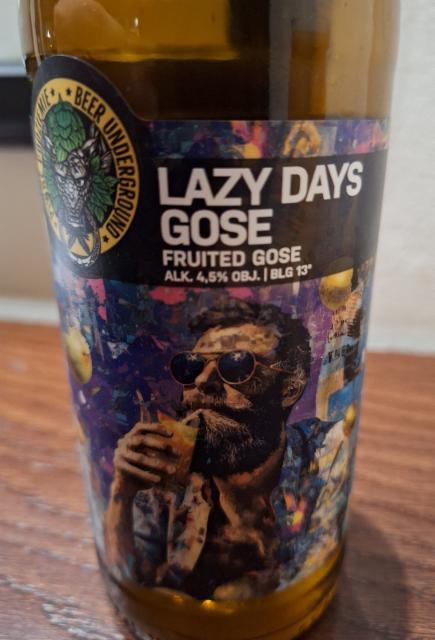 BEER UNDERGROUND
LAZY DAYS
GOSE
FRUITED GOSE
ALK. 4,5% OBJ. | BLG 13°